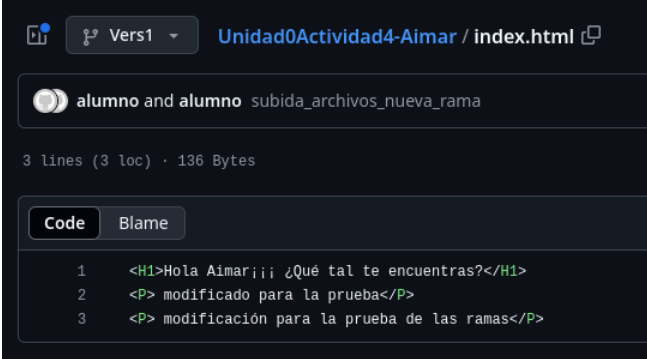 Vers1 Unidad0Actividad4-Aimar / index.html
alumno and alumno subida_archivos_nueva_rama
3 lines (3 loc) · 136 Bytes
Code Blame
1 <H1>Hola Aimar¡¡¡ ¿Qué tal te encuentras?</H1>
2 <P> modificado para la prueba</P>
3 <P> modificación para la prueba de las ramas</P>